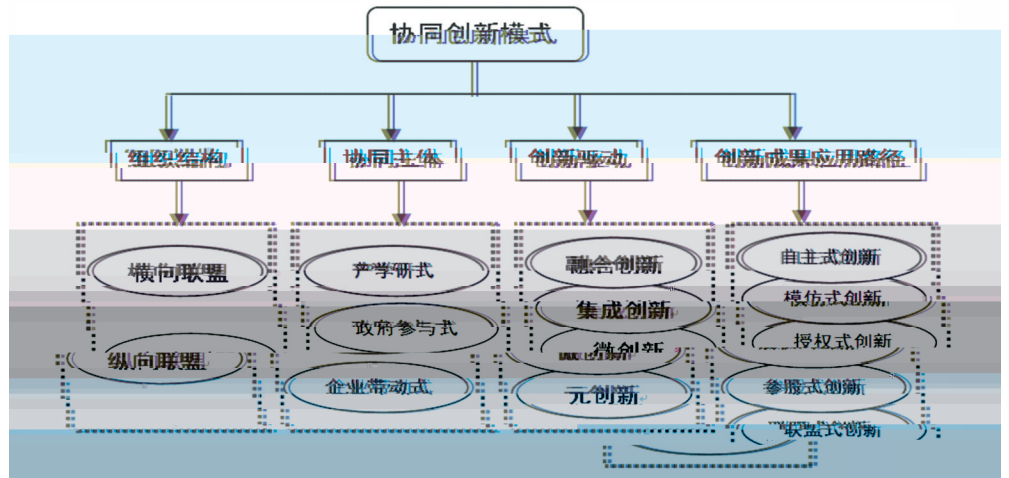 协同创新模式
组织结构 协同主体 创新驱动 创新成果应用路径
横向联盟 产学研式 融合创新 自主式创新
集成创新 模仿式创新
政府参与式
微创新 授权式创新
纵向联盟
企业带动式 元创新 参股式创新
联盟式创新